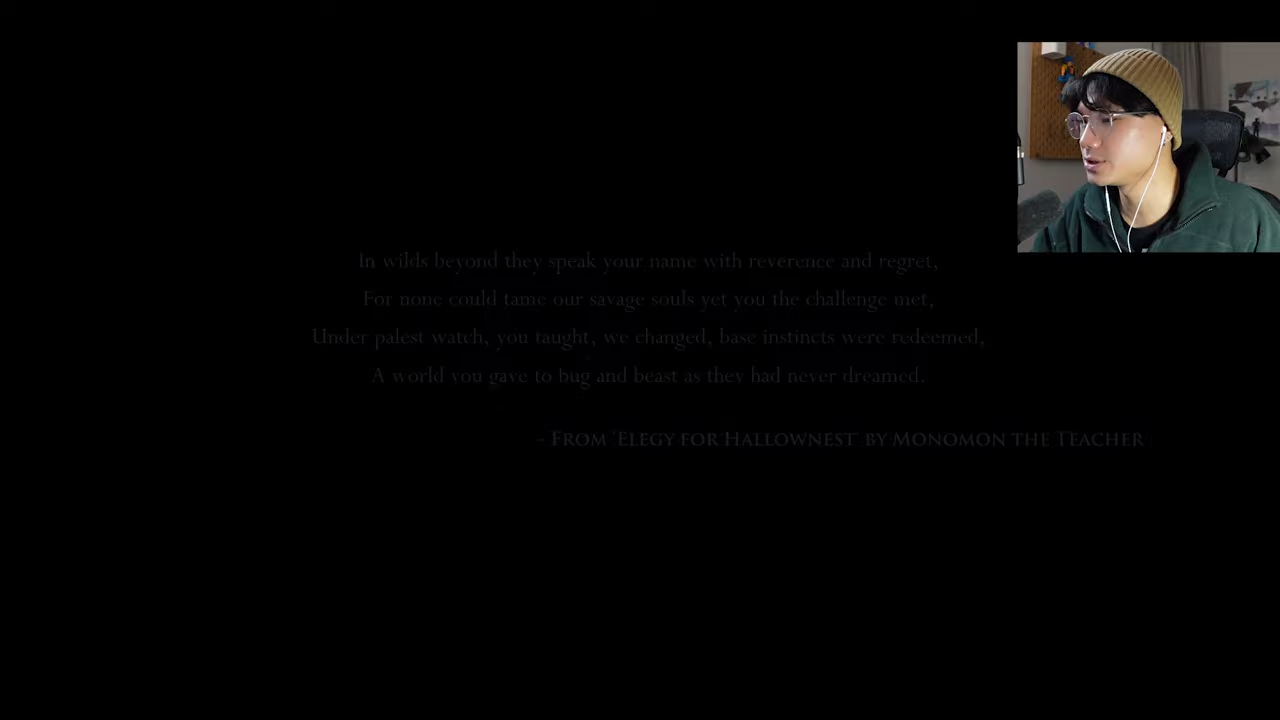 In wilds beyond they speak your name with reverence and regret,
For none could tame our savage souls yet you the challenge met,
Under palest watch, you taught, we changed, base instincts were redeemed,
A world you gave to bug and beast as they had never dreamed.
- From 'Elegy for Hallownest' by Monomon the Teacher